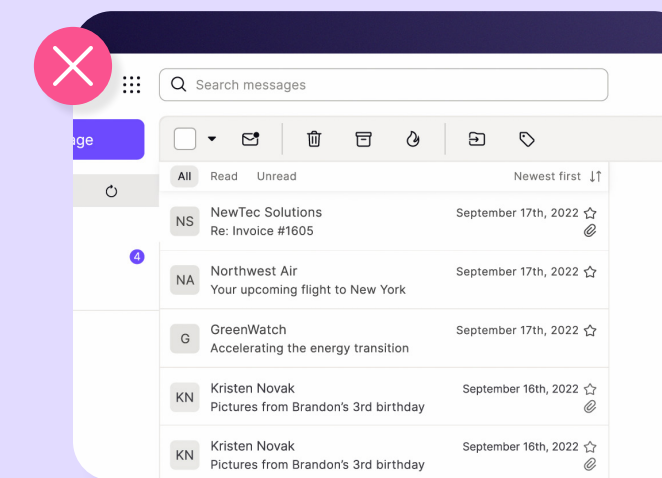 Search messages
age
All Read Unread Newest first
NS NewTec Solutions September 17th, 2022
Re: Invoice #1605
4
NA Northwest Air September 17th, 2022
Your upcoming flight to New York
G GreenWatch September 17th, 2022
Accelerating the energy transition
KN Kristen Novak September 16th, 2022
Pictures from Brandon’s 3rd birthday
KN Kristen Novak September 16th, 2022
Pictures from Brandon’s 3rd birthday